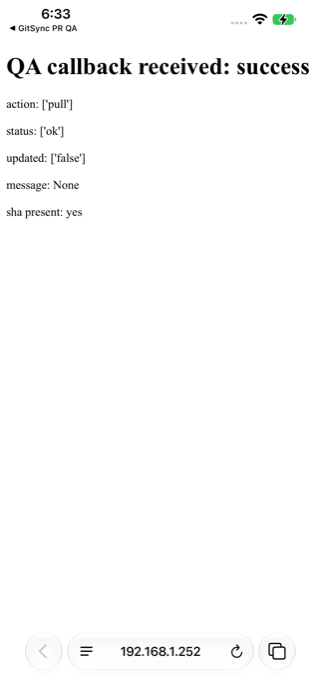 6:33
◀ GitSync PR QA
QA callback received: success
action: ['pull']
status: ['ok']
updated: ['false']
message: None
sha present: yes
192.168.1.252